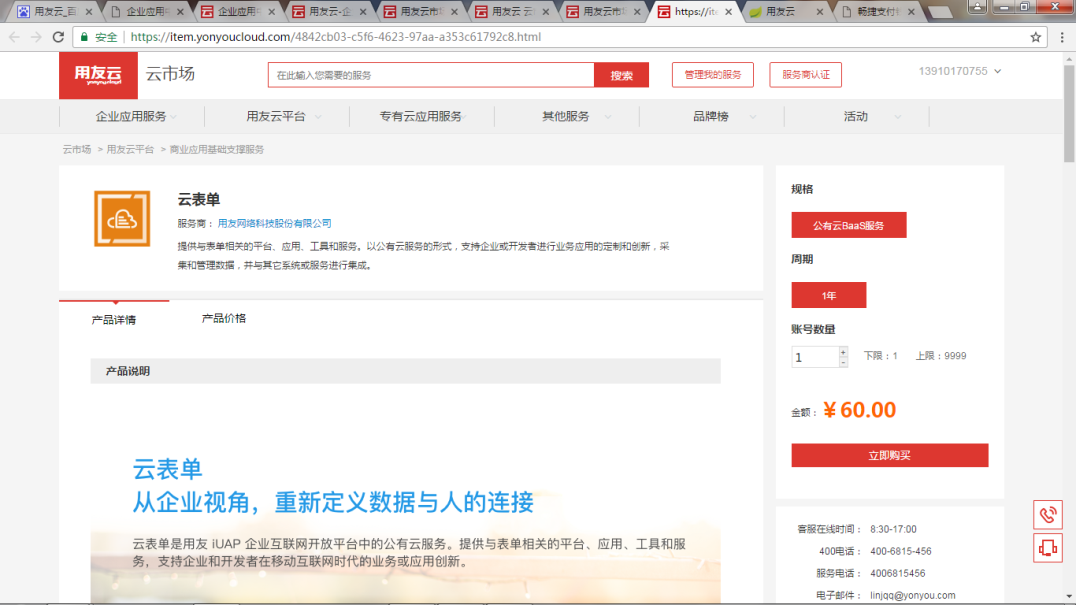 用友云_百
企业应用
企业应用
用友云-企
用友云市
用友云 云
用友云市
https://ite
用友云
畅捷支付
安全
https://item.yonyoucloud.com/4842cb03-c5f6-4623-97aa-a353c61792c8.html
用友云
yonyoucloud
云市场
在此输入您需要的服务
搜索
管理我的服务
服务商认证
13910170755
企业应用服务
用友云平台
专有云应用服务
其他服务
品牌榜
活动
云市场 > 用友云平台 > 商业应用基础支撑服务
云表单
服务商： 用友网络科技股份有限公司
提供与表单相关的平台、应用、工具和服务。以公有云服务的形式，支持企业或开发者进行业务应用的定制和创新，采
集和管理数据，并与其它系统或服务进行集成。
产品详情
产品价格
产品说明
云表单
从企业视角，重新定义数据与人的连接
云表单是用友 iUAP 企业互联网开放平台中的公有云服务。提供与表单相关的平台、应用、工具和服
务，支持企业和开发者在移动互联网时代的业务或应用创新。
规格
公有云BaaS服务
周期
1年
账号数量
1
下限：1
上限：9999
金额： ¥ 60.00
立即购买
客服在线时间： 8:30-17:00
400电话： 400-6815-456
服务电话： 4006815456
电子邮件： linjqq@yonyou.com